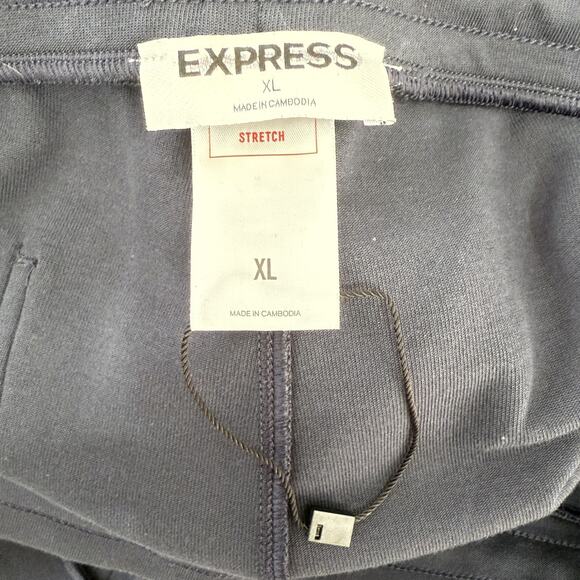 EXPRESS
XL
MADE IN CAMBODIA
STRETCH
XL
MADE IN CAMBODIA